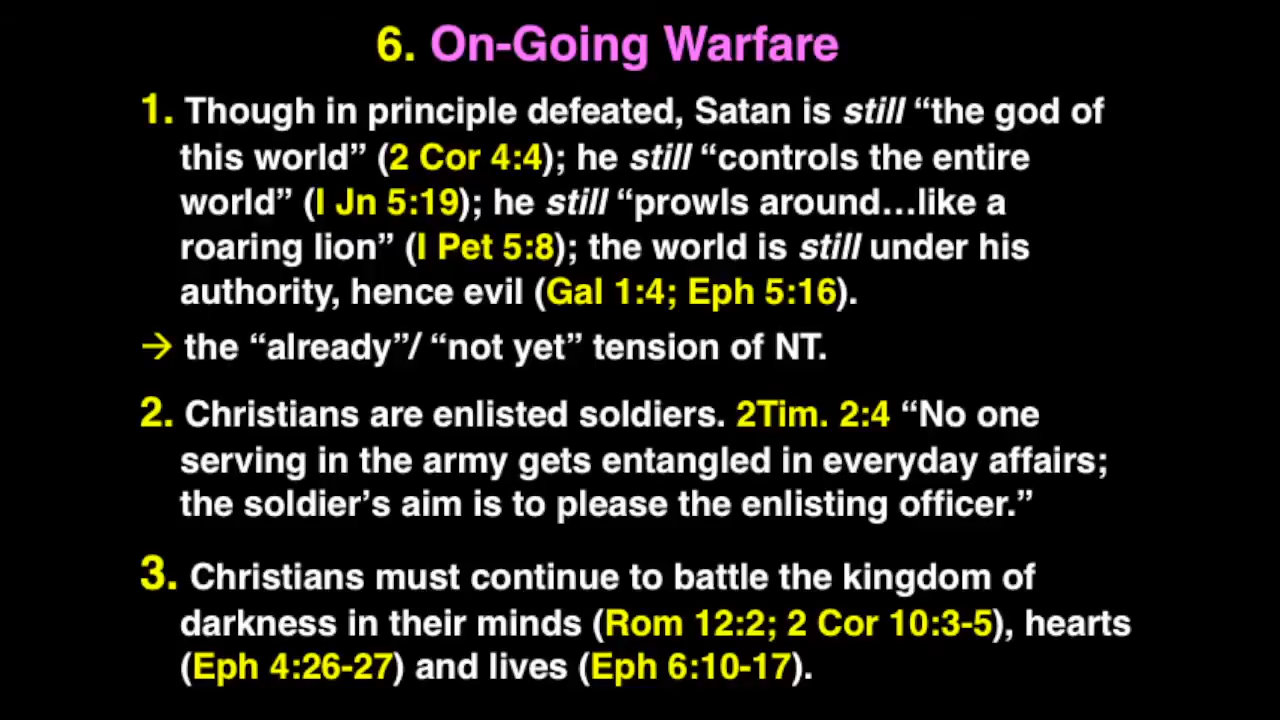 6. On-Going Warfare
1. Though in principle defeated, Satan is still “the god of
this world” (2 Cor 4:4); he still “controls the entire
world” (I Jn 5:19); he still “prowls around…like a
roaring lion” (I Pet 5:8); the world is still under his
authority, hence evil (Gal 1:4; Eph 5:16).
→ the “already”/ “not yet” tension of NT.
2. Christians are enlisted soldiers. 2Tim. 2:4 “No one
serving in the army gets entangled in everyday affairs;
the soldier’s aim is to please the enlisting officer.”
3. Christians must continue to battle the kingdom of
darkness in their minds (Rom 12:2; 2 Cor 10:3-5), hearts
(Eph 4:26-27) and lives (Eph 6:10-17).